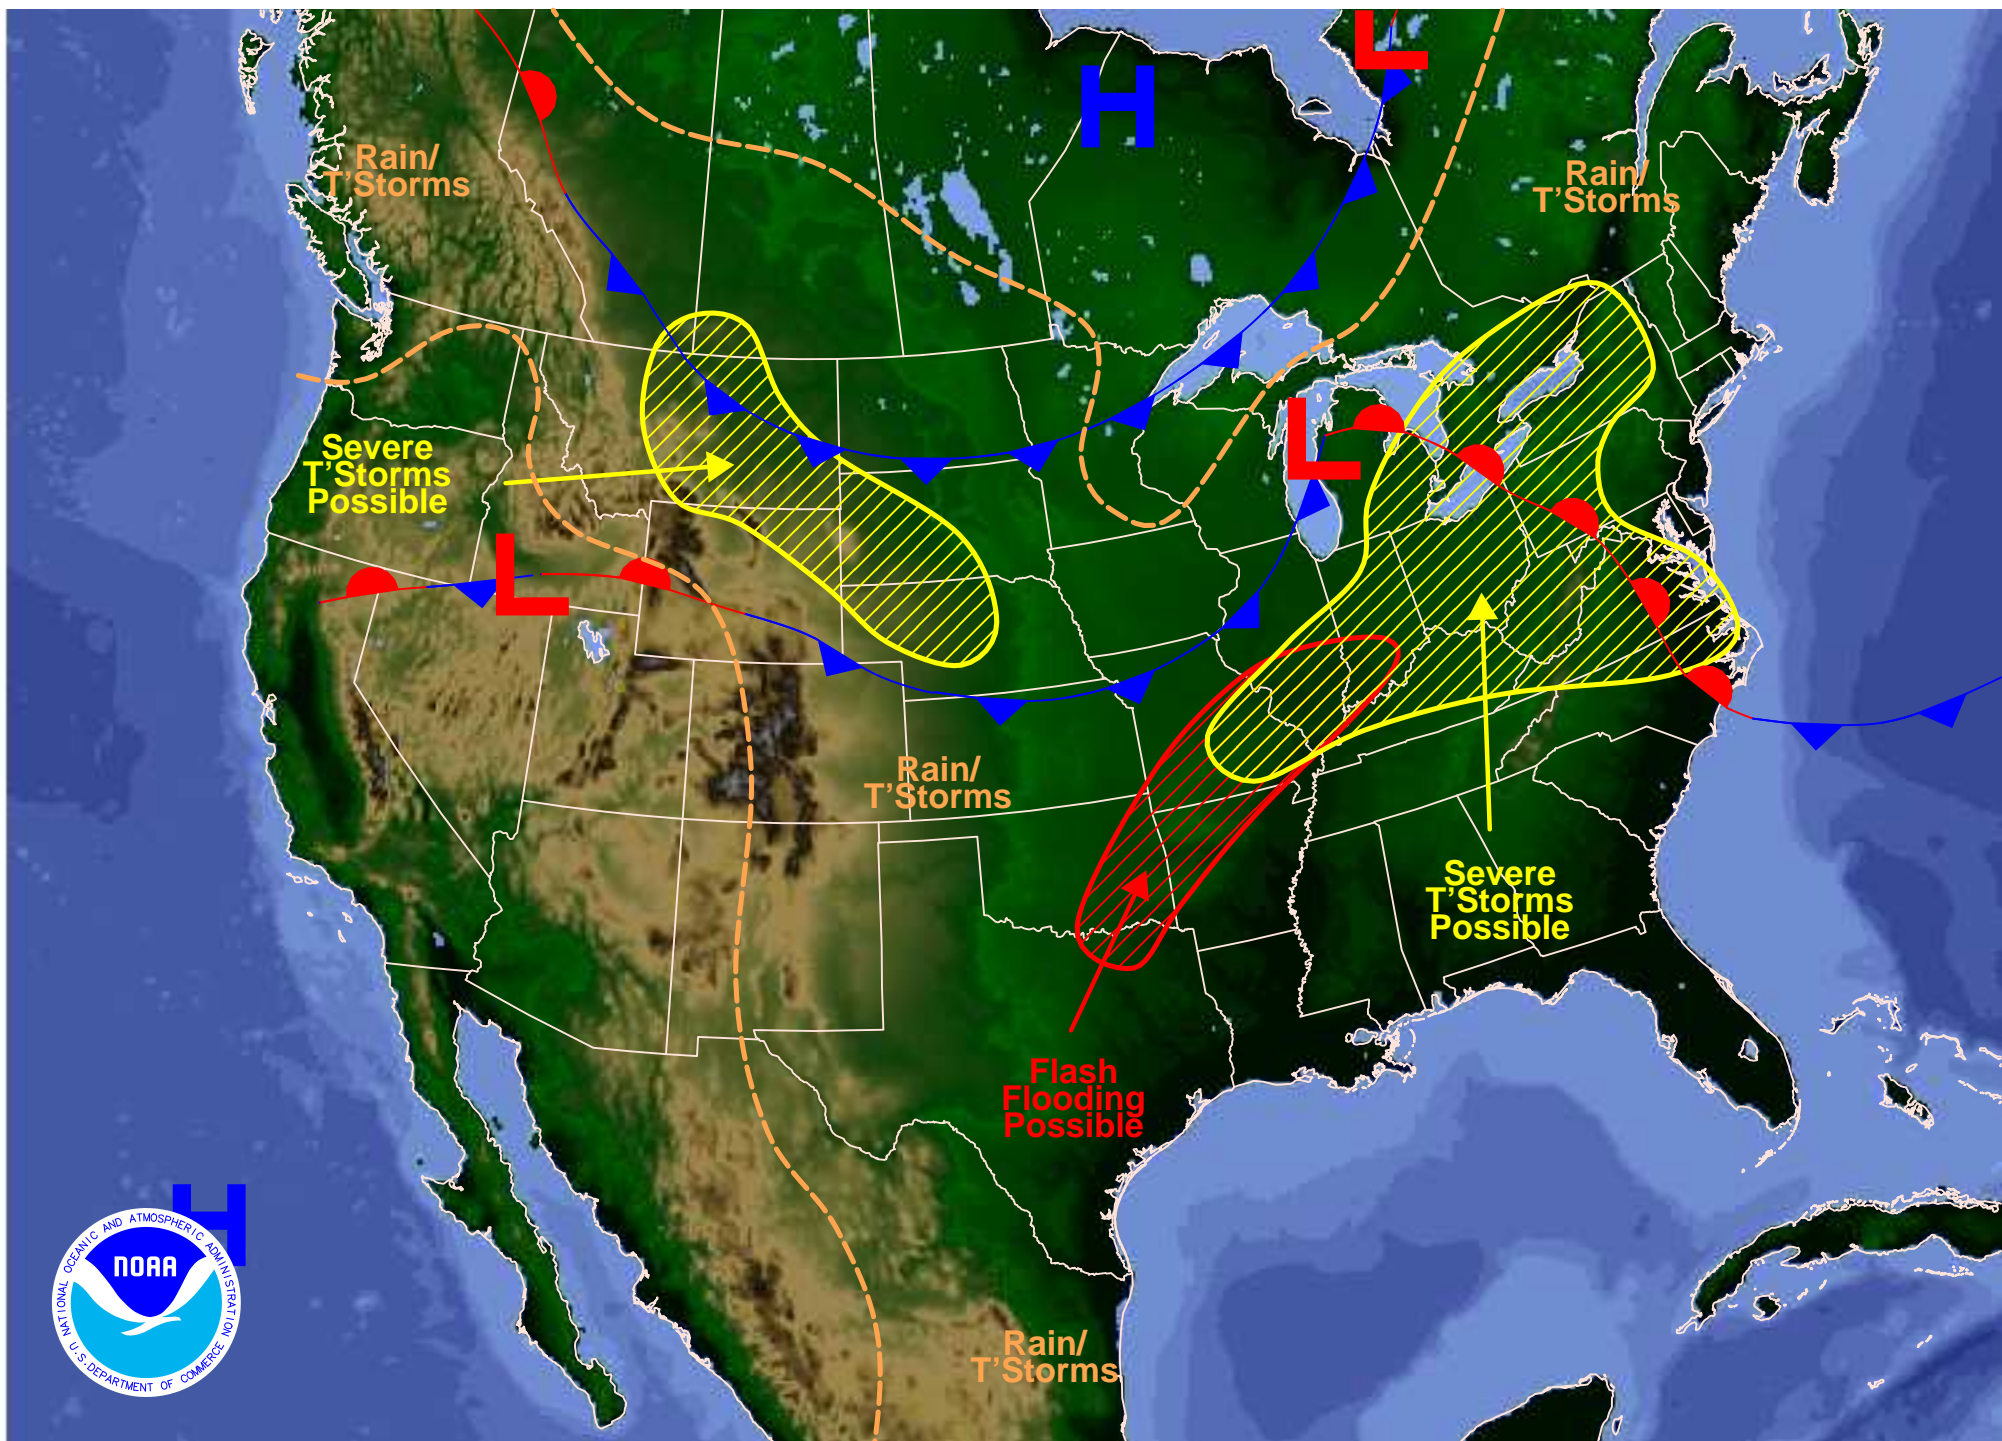 L
H
Rain/
T’Storms
Rain/
T’Storms
L
Severe
T’Storms
Possible
L
Rain/
T’Storms
Severe
T’Storms
Possible
Flash
Flooding
Possible
H
NATIONAL OCEANIC AND ATMOSPHERIC ADMINISTRATION
NOAA
U.S. DEPARTMENT OF COMMERCE
Rain/
T’Storms